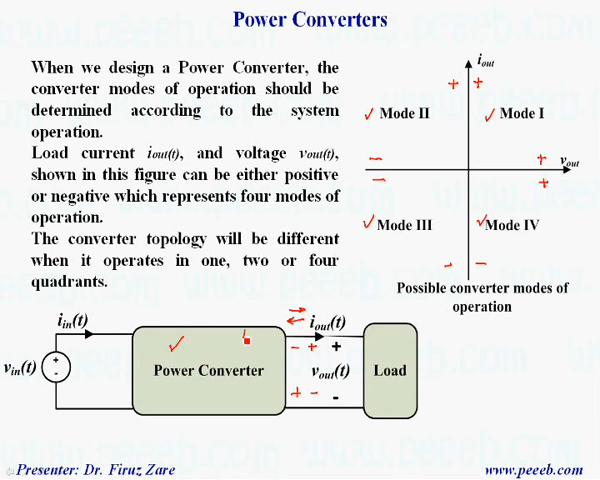 Power Converters
When we design a Power Converter, the
converter modes of operation should be
determined according to the system
operation.
Load current iout(t), and voltage vout(t),
shown in this figure can be either positive
or negative which represents four modes of
operation.
The converter topology will be different
when it operates in one, two or four
quadrants.
iout
+ +
Mode II Mode I
− + vout
− +
Mode III Mode IV
- -
Possible converter modes of
operation
iin(t) iout(t)
vin(t) + - Power Converter - + + vout(t) + - - Load
Presenter: Dr. Firuz Zare www.peeeb.com